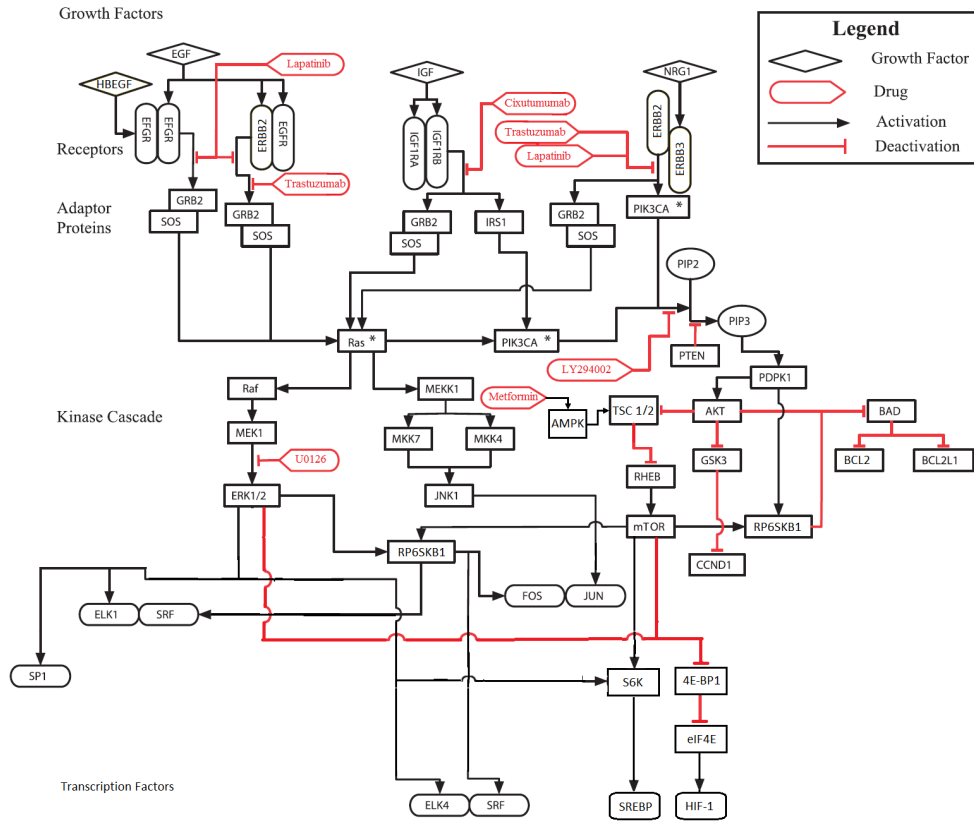 Growth Factors
Legend
Growth Factor
Drug
Activation
Deactivation
EGF
Lapatinib
HBEGF
IGF
NRG1
Cixutumumab
Trastuzumab
Lapatinib
Receptors
EFGR
EFGR
ERBB2
EGFR
IGF1RA
IGF1RB
ERBB2
ERBB3
Trastuzumab
Adaptor
Proteins
GRB2
SOS
GRB2
SOS
GRB2
SOS
IRS1
GRB2
SOS
PIK3CA *
PIP2
PIP3
Ras *
PIK3CA *
PTEN
LY294002
PDPK1
Raf
MEKK1
Metformin
Kinase Cascade
AMPK
TSC 1/2
AKT
BAD
MEK1
MKK7
MKK4
U0126
GSK3
BCL2
BCL2L1
RHEB
ERK1/2
JNK1
mTOR
RP6SKB1
RP6SKB1
CCND1
FOS
JUN
ELK1
SRF
SP1
S6K
4E-BP1
eIF4E
Transcription Factors
ELK4
SRF
SREBP
HIF-1